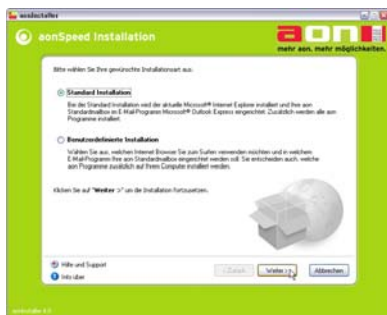 aonInstaller
aonSpeed Installation
aon
mehr aon. mehr möglichkeiten.
Bitte wählen Sie Ihre gewünschte Installationsart aus:
Standard Installation
Bei der Standard Installation wird der aktuelle Microsoft® Internet Explorer installiert und Ihre aon
Standardmailbox im E-Mail-Programm Microsoft® Outlook Express eingerichtet. Zusätzlich werden alle aon
Programme installiert.
Benutzerdefinierte Installation
Wählen Sie aus, welchen Internet Browser Sie zum Surfen verwenden möchten und in welchem
E-Mail-Programm Ihre aon Standardmailbox eingerichtet werden soll. Sie entscheiden auch, welche
aon Programme zusätzlich auf Ihrem Computer installiert werden.
Klicken Sie auf "Weiter >" um die Installation fortzusetzen.
Hilfe und Support
Info über
< Zurück
Weiter >
Abbrechen